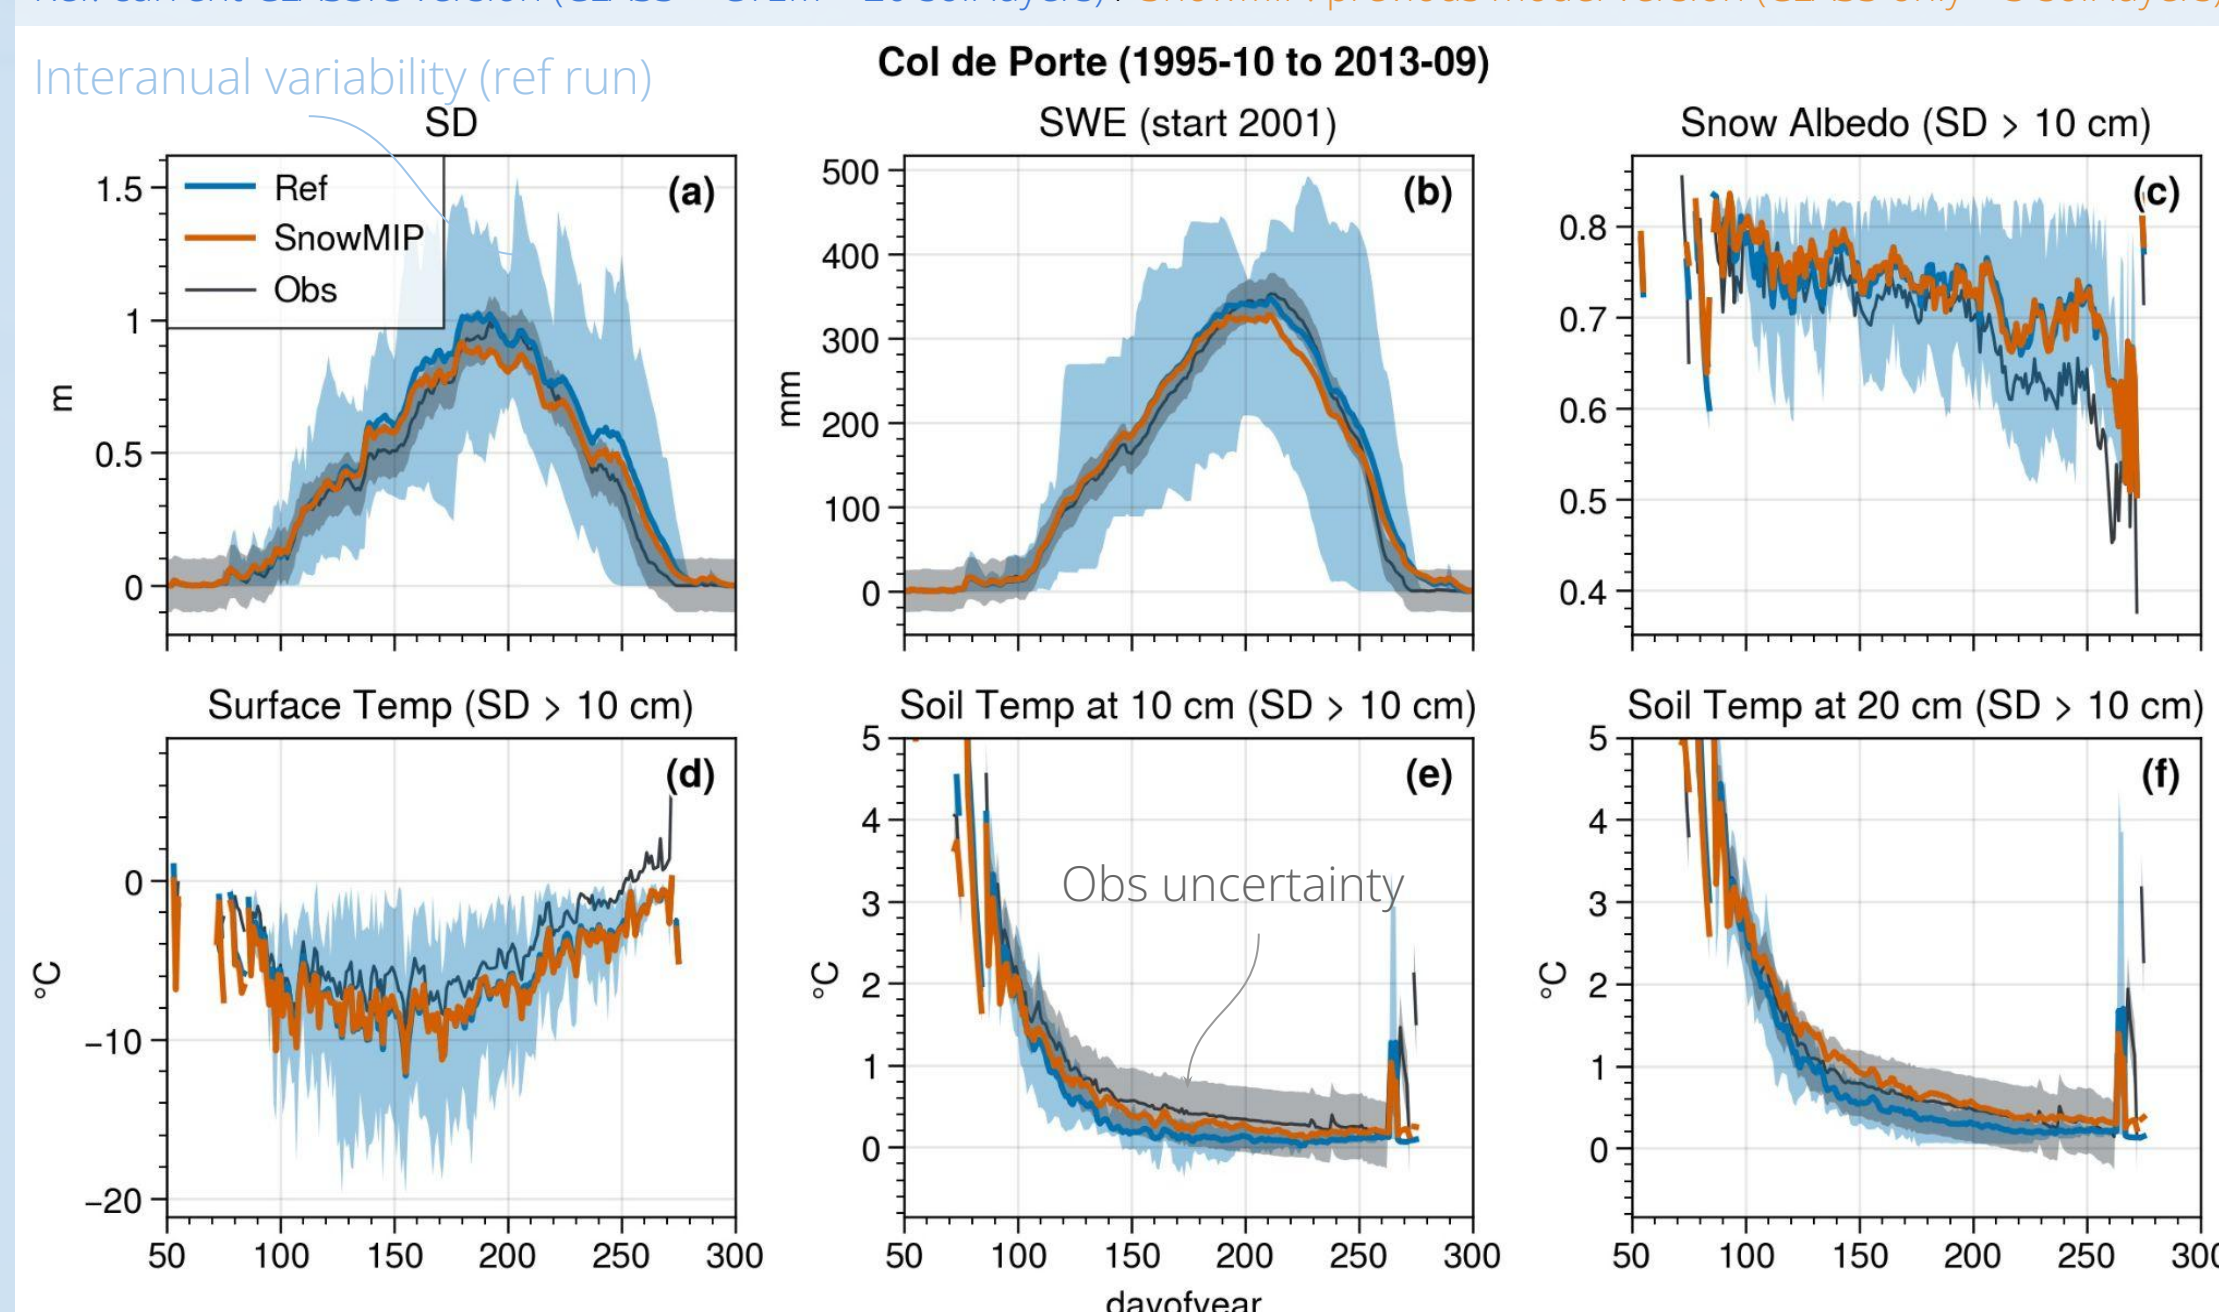 Interanual variability (ref run)
Col de Porte (1995-10 to 2013-09)
SD
SWE (start 2001)
Snow Albedo (SD > 10 cm)
Ref
SnowMIP
Obs
(a)
(b)
(c)
1.5
1
0.5
0
m
500
400
300
200
100
0
mm
0.8
0.7
0.6
0.5
0.4
Surface Temp (SD > 10 cm)
Soil Temp at 10 cm (SD > 10 cm)
Soil Temp at 20 cm (SD > 10 cm)
(d)
(e)
(f)
0
−10
−20
°C
5
4
3
2
1
0
°C
Obs uncertainty
5
4
3
2
1
0
°C
50 100 150 200 250 300
50 100 150 200 250 300
50 100 150 200 250 300
dayofyear